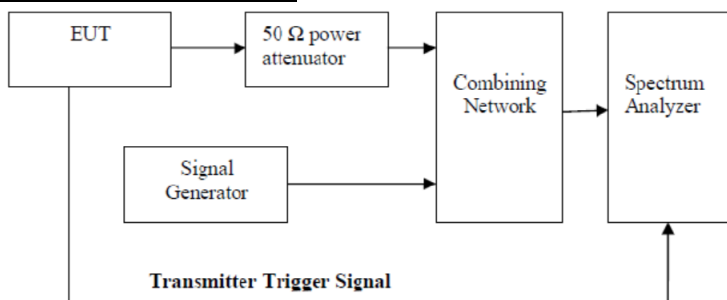 EUT
50 Ω power
attenuator
Combining
Network
Spectrum
Analyzer
Signal
Generator
Transmitter Trigger Signal